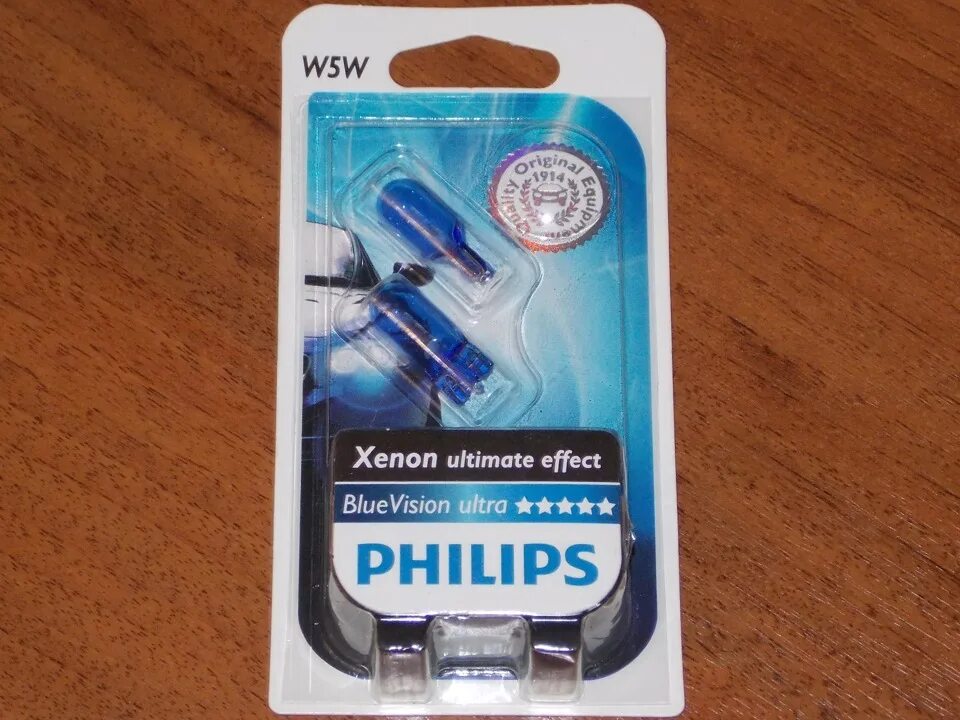 W5W
Quality Original Equipment
1914
Xenon ultimate effect
BlueVision ultra
PHILIPS